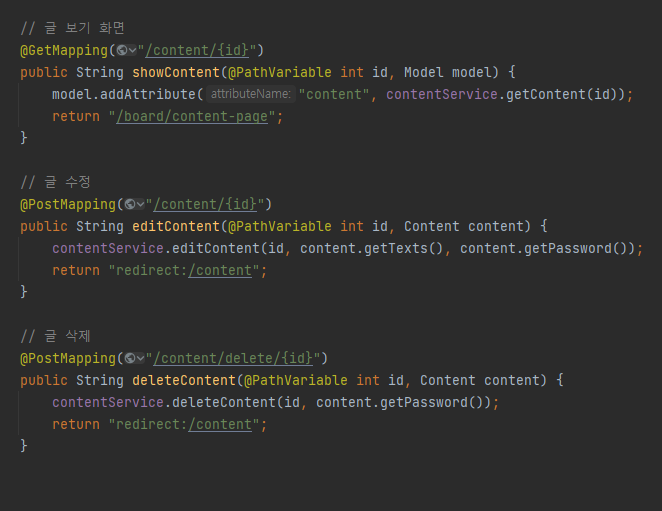 // 글 보기 화면
@GetMapping("/content/{id}")
public String showContent(@PathVariable int id, Model model) {
    model.addAttribute( attributeName: "content", contentService.getContent(id));
    return "/board/content-page";
}
// 글 수정
@PostMapping("/content/{id}")
public String editContent(@PathVariable int id, Content content) {
    contentService.editContent(id, content.getTexts(), content.getPassword());
    return "redirect:/content";
}
// 글 삭제
@PostMapping("/content/delete/{id}")
public String deleteContent(@PathVariable int id, Content content) {
    contentService.deleteContent(id, content.getPassword());
    return "redirect:/content";
}